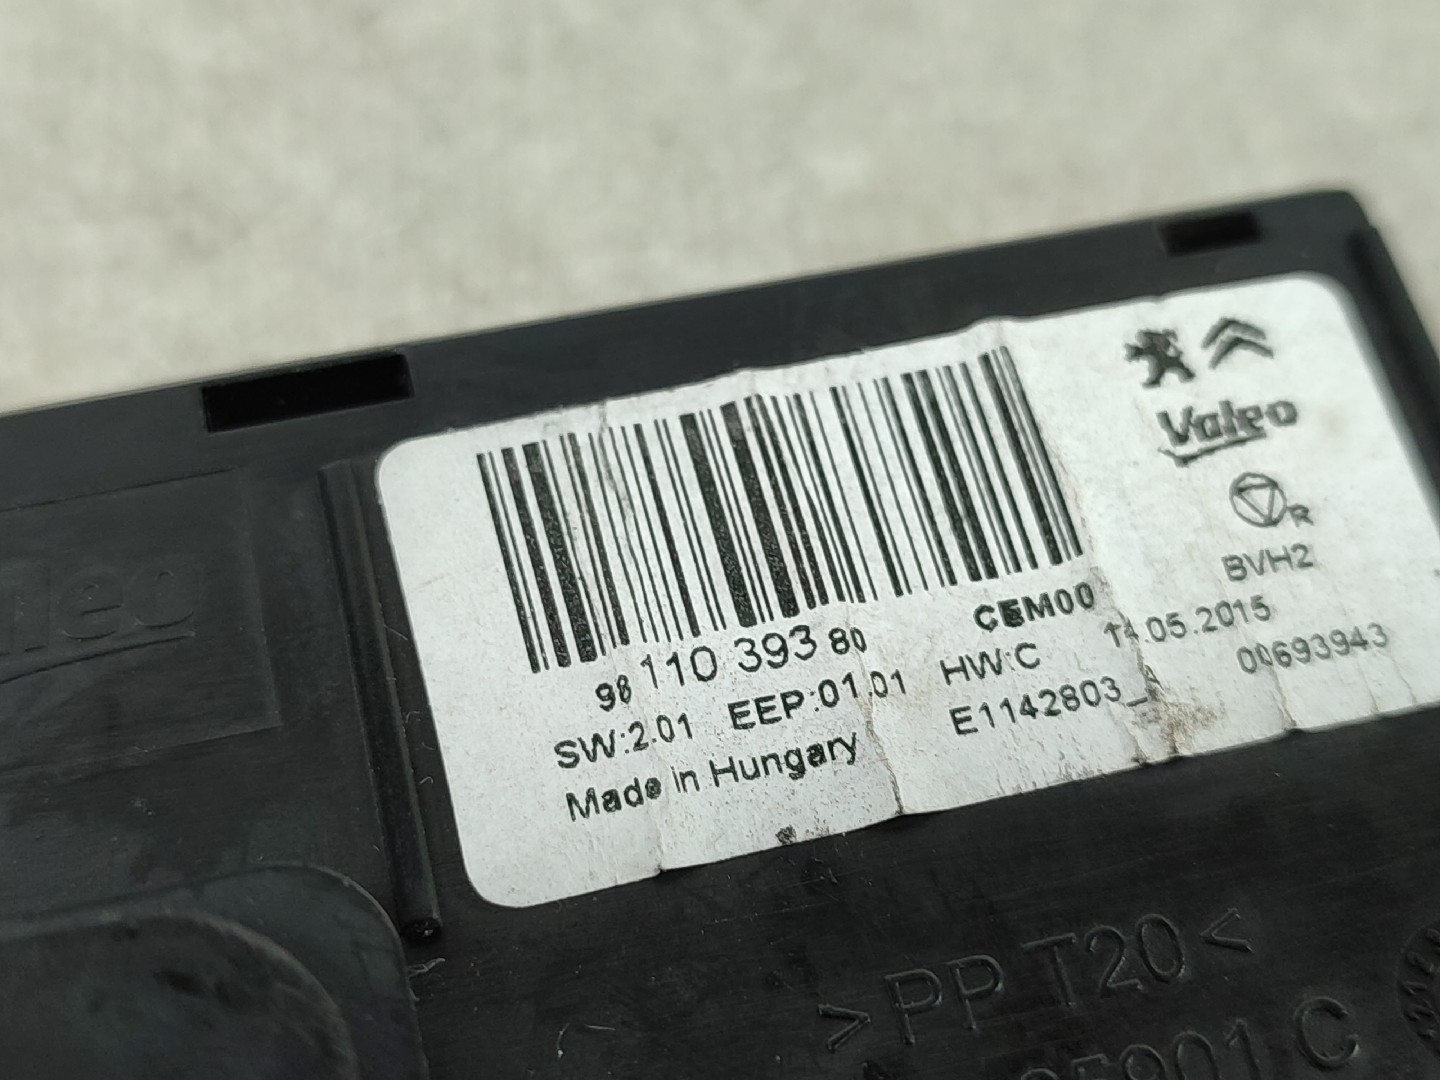 Valeo
R
BVH2
CEM00
14.05.2015
98 110 393 80
HW:C
00693943
SW:2.01 EEP:01.01
E1142803_A
Made in Hungary
>PP T20<